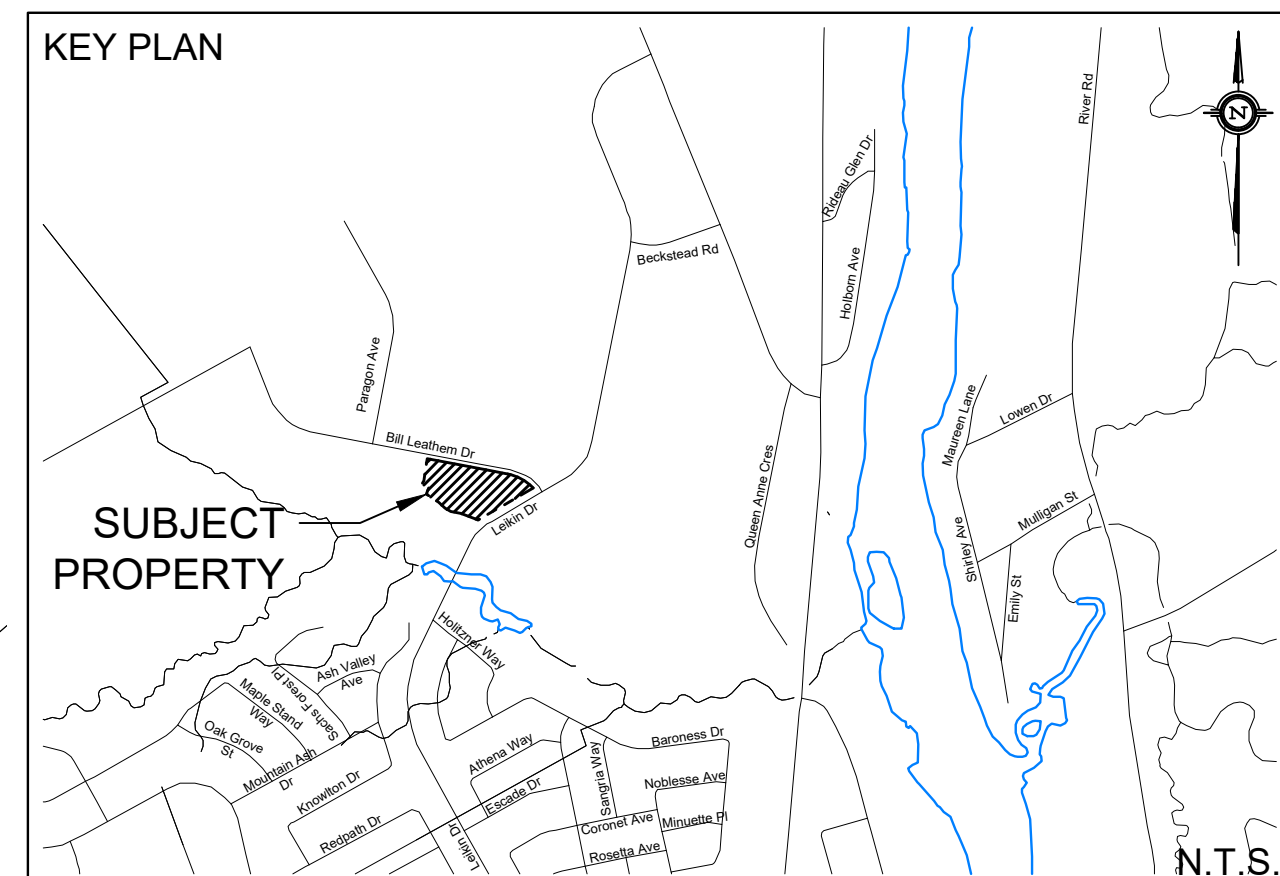 KEY PLAN
N
River Rd
Rideau Glen Dr
Beckstead Rd
Holborn Ave
Paragon Ave
Bill Leathem Dr
Maureen Lane
Lowen Dr
Queen Anne Cres
SUBJECT
PROPERTY
Leikin Dr
Mulligan St
Shirley Ave
Emily St
Holitzner Way
Ash Valley
Ave
Sachs Forest Pl
Maple Stand
Way
Oak Grove
St
Mountain Ash
Dr
Athena Way
Sangria Way
Baroness Dr
Knowlton Dr
Escade Dr
Noblesse Ave
Redpath Dr
Leikin Dr
Coronet Ave
Minuette Pl
Rosetta Ave
N.T.S.